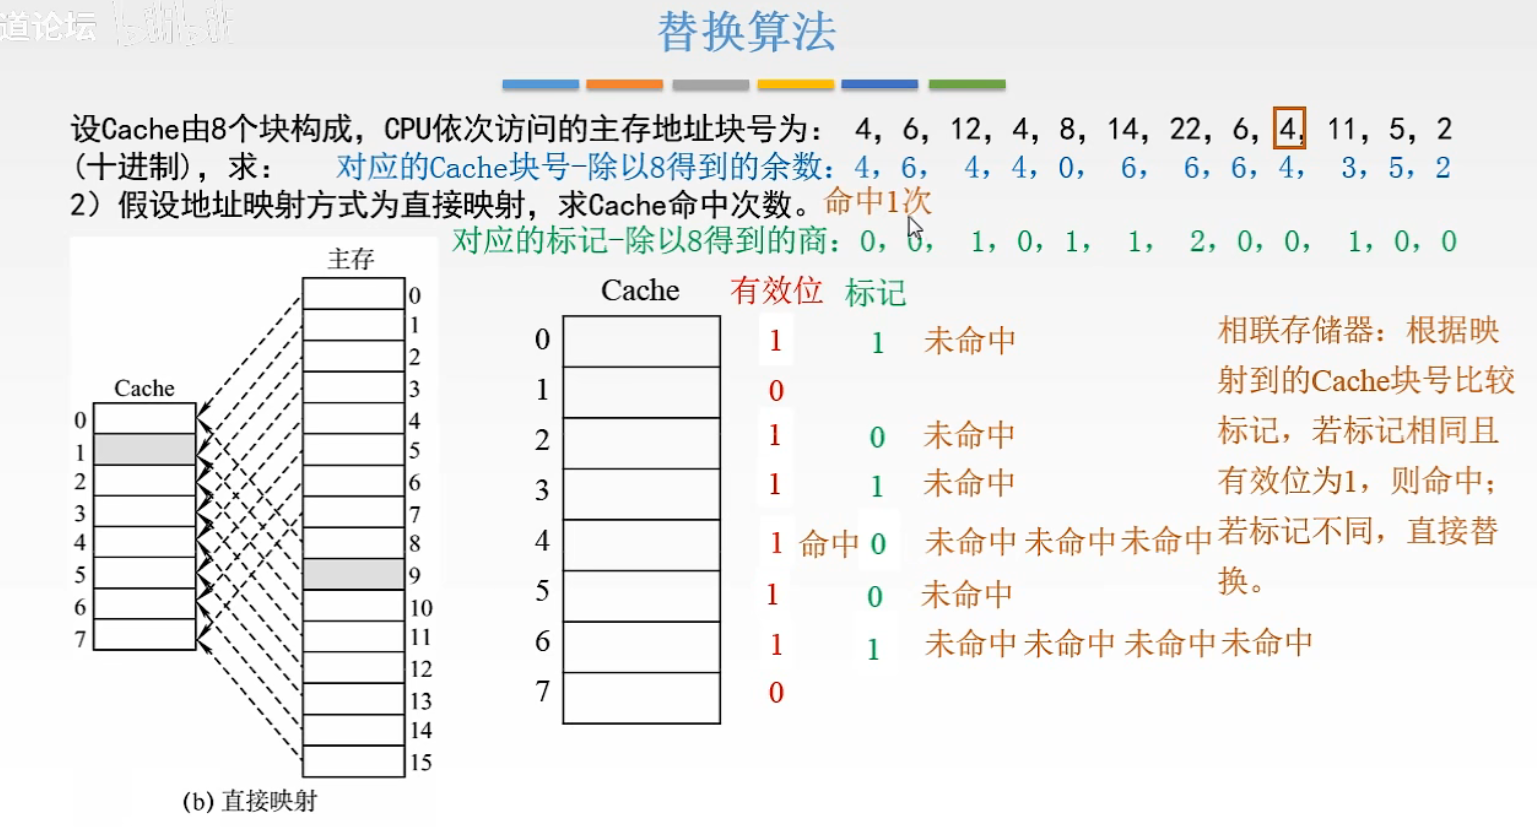 道论坛 bilibili
替换算法
设Cache由8个块构成，CPU依次访问的主存地址块号为： 4，6，12，4，8，14，22，6，4，11，5，2
(十进制)，求： 对应的Cache块号-除以8得到的余数：4，6， 4，4，0， 6， 6，6，4， 3，5，2
2）假设地址映射方式为直接映射，求Cache命中次数。命中1次
对应的标记-除以8得到的商：0，0， 1，0，1， 1， 2，0，0， 1，0，0
主存
0
1
2
3
4
5
6
7
8
9
10
11
12
13
14
15
Cache
0
1
2
3
4
5
6
7
(b) 直接映射
Cache 有效位 标记
0 1 1 未命中
1 0
2 1 0 未命中
3 1 1 未命中
4 1 命中 0 未命中 未命中 未命中
5 1 0 未命中
6 1 1 未命中 未命中 未命中 未命中
7 0
相联存储器：根据映
射到的Cache块号比较
标记，若标记相同且
有效位为1，则命中；
若标记不同，直接替
换。